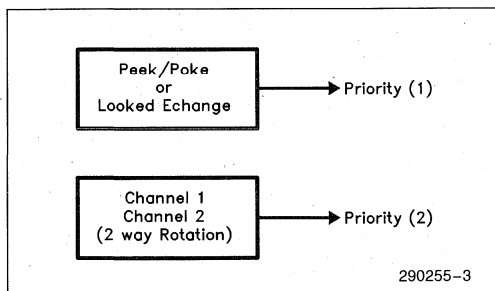 Peek/Poke
or
Looked Echange
Priority (1)
Channel 1
Channel 2
(2 way Rotation)
Priority (2)
290255-3